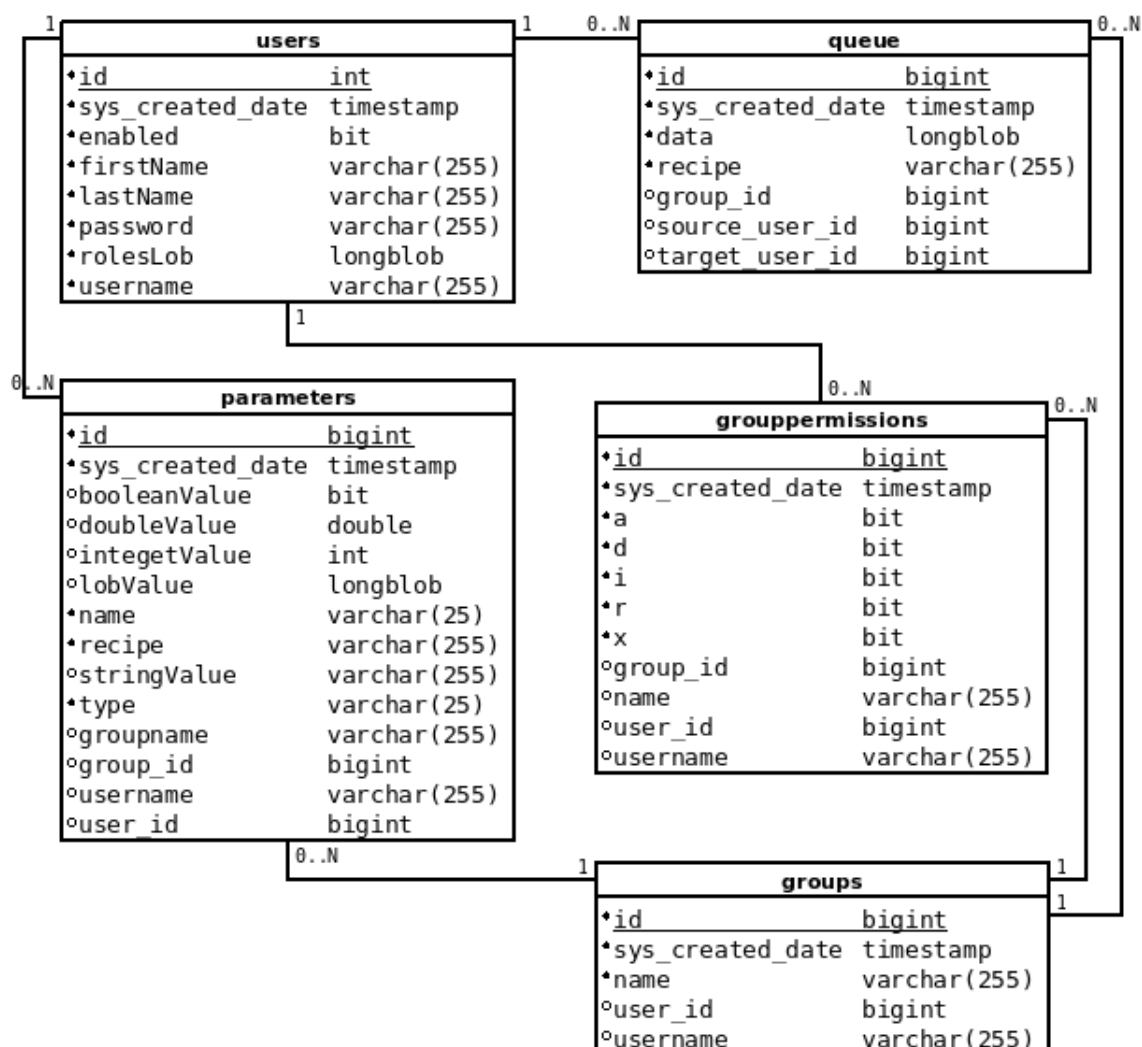 1 1 0..N 0..N
users
id int
sys_created_date timestamp
enabled bit
firstName varchar(255)
lastName varchar(255)
password varchar(255)
rolesLob longblob
username varchar(255)
queue
id bigint
sys_created_date timestamp
data longblob
recipe varchar(255)
group_id bigint
source_user_id bigint
target_user_id bigint
1
0..N
0..N
0..N
parameters
id bigint
sys_created_date timestamp
booleanValue bit
doubleValue double
integetValue int
lobValue longblob
name varchar(25)
recipe varchar(255)
stringValue varchar(255)
type varchar(25)
groupname varchar(255)
group_id bigint
username varchar(255)
user_id bigint
grouppermissions
id bigint
sys_created_date timestamp
a bit
d bit
i bit
r bit
x bit
group_id bigint
name varchar(255)
user_id bigint
username varchar(255)
0..N
1
1
1
groups
id bigint
sys_created_date timestamp
name varchar(255)
user_id bigint
username varchar(255)